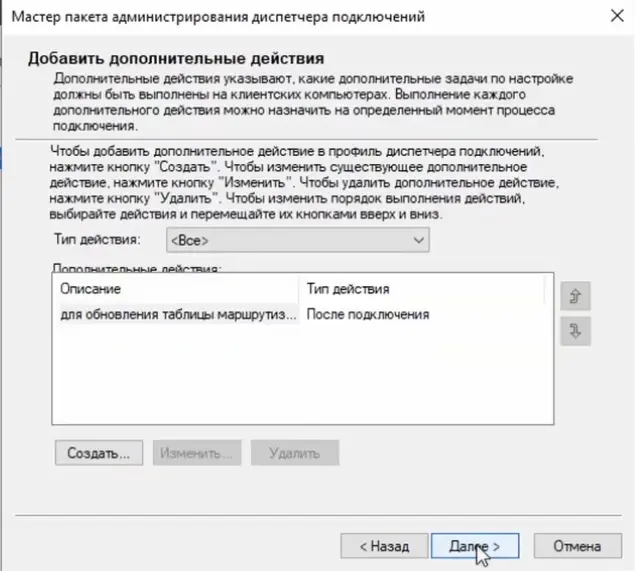 Мастер пакета администрирования диспетчера подключений
Добавить дополнительные действия
Дополнительные действия указывают, какие дополнительные задачи по настройке
должны быть выполнены на клиентских компьютерах. Выполнение каждого
дополнительного действия можно назначить на определенный момент процесса
подключения.
Чтобы добавить дополнительное действие в профиль диспетчера подключений,
нажмите кнопку "Создать". Чтобы изменить существующее дополнительное
действие, нажмите кнопку "Изменить". Чтобы удалить дополнительное действие,
нажмите кнопку "Удалить". Чтобы изменить порядок выполнения действий,
выбирайте действия и перемещайте их кнопками вверх и вниз.
Тип действия: <Все>
Дополнительные действия:
Описание Тип действия
для обновления таблицы маршрутиз... После подключения
Создать... Изменить... Удалить
< Назад Далее > Отмена